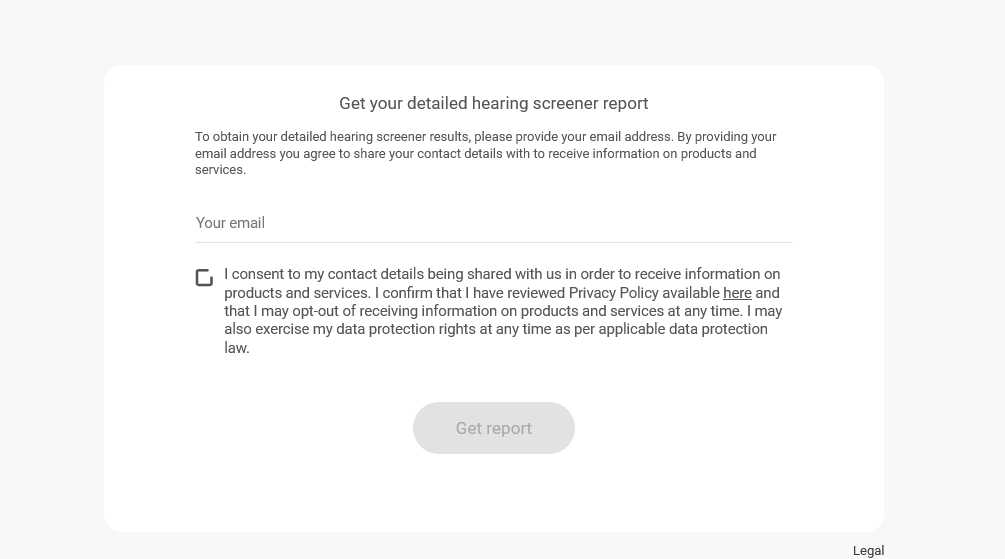 Get your detailed hearing screener report
To obtain your detailed hearing screener results, please provide your email address. By providing your
email address you agree to share your contact details with to receive information on products and
services.
Your email
I consent to my contact details being shared with us in order to receive information on
products and services. I confirm that I have reviewed Privacy Policy available here and
that I may opt-out of receiving information on products and services at any time. I may
also exercise my data protection rights at any time as per applicable data protection
law.
Get report
Legal